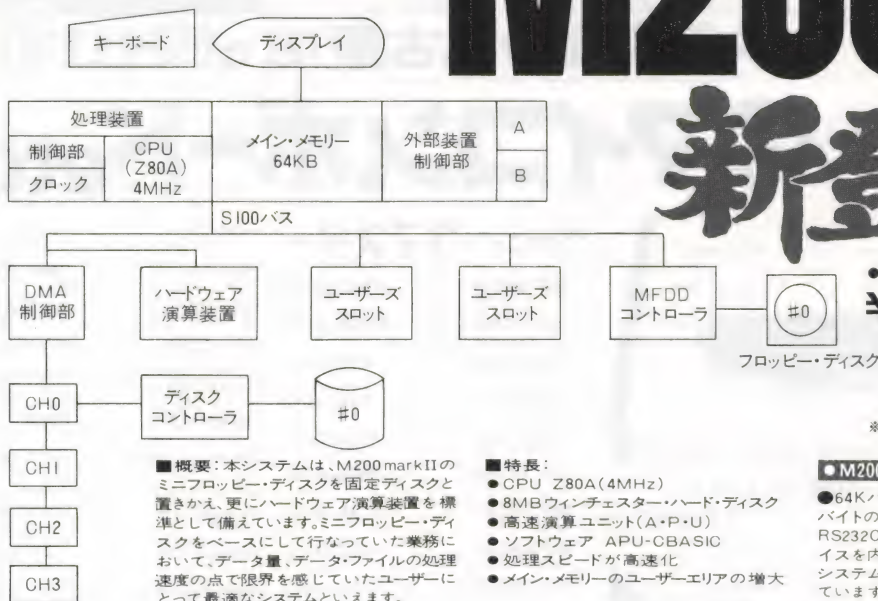 M200
新登
キーボード
ディスプレイ
処理装置
制御部
クロック
CPU
(Z80A)
4MHz
メイン・メモリー
64KB
外部装置
制御部
A
B
S100バス
DMA
制御部
ハードウェア
演算装置
ユーザーズ
スロット
ユーザーズ
スロット
MFDD
コントローラ
#0
フロッピー・ディスク
CH0
ディスク
コントローラ
#0
CH1
CH2
CH3
■概要：本システムは、M200 markIIの
ミニフロッピー・ディスクを固定ディスクと
置きかえ、更にハードウェア演算装置を標
準として備えています。ミニフロッピー・ディ
スクをベースにして行なっていた業務に
おいて、データ量、データ・ファイルの処理
速度の点で限界を感じていたユーザーに
とって最適なシステムといえます。
■特長：
●CPU Z80A(4MHz)
●8MBウィンチェスター・ハード・ディスク
●高速演算ユニット(A・P・U)
●ソフトウェア APU-CBASIC
●処理スピードが高速化
●メイン・メモリーのユーザーエリアの増大
※
●M200
●64Kバ
バイトの
RS232C
イスを内
システム
ています